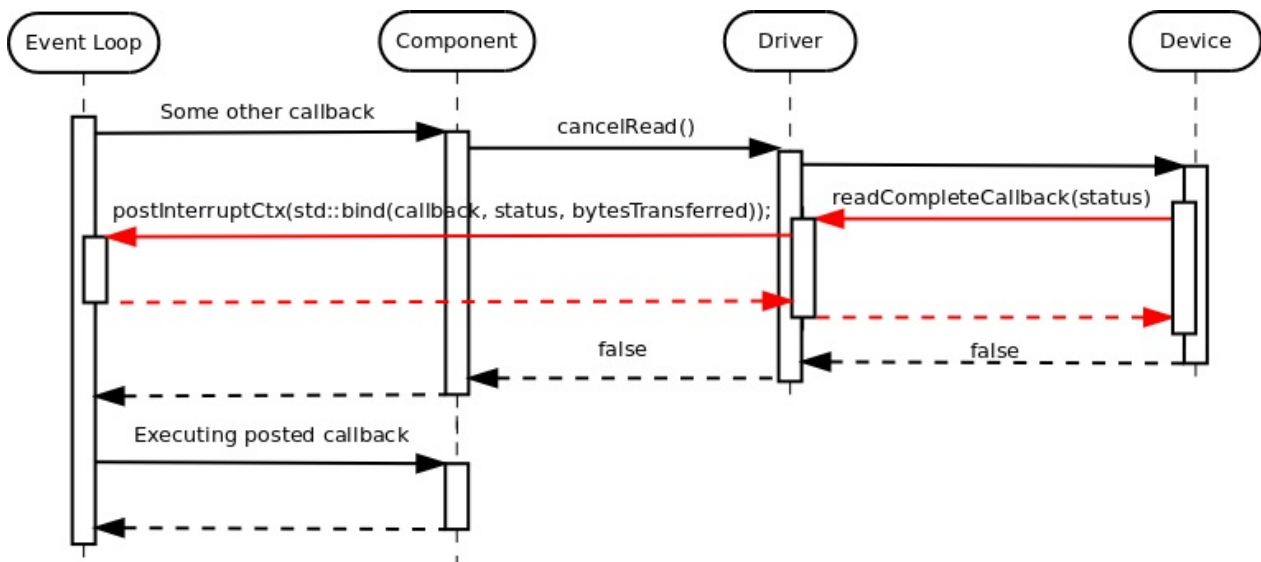 Event Loop
Component
Driver
Device
Some other callback
cancelRead()
readCompleteCallback(status)
postInterruptCtx(std::bind(callback, status, bytesTransferred));
false
false
Executing posted callback